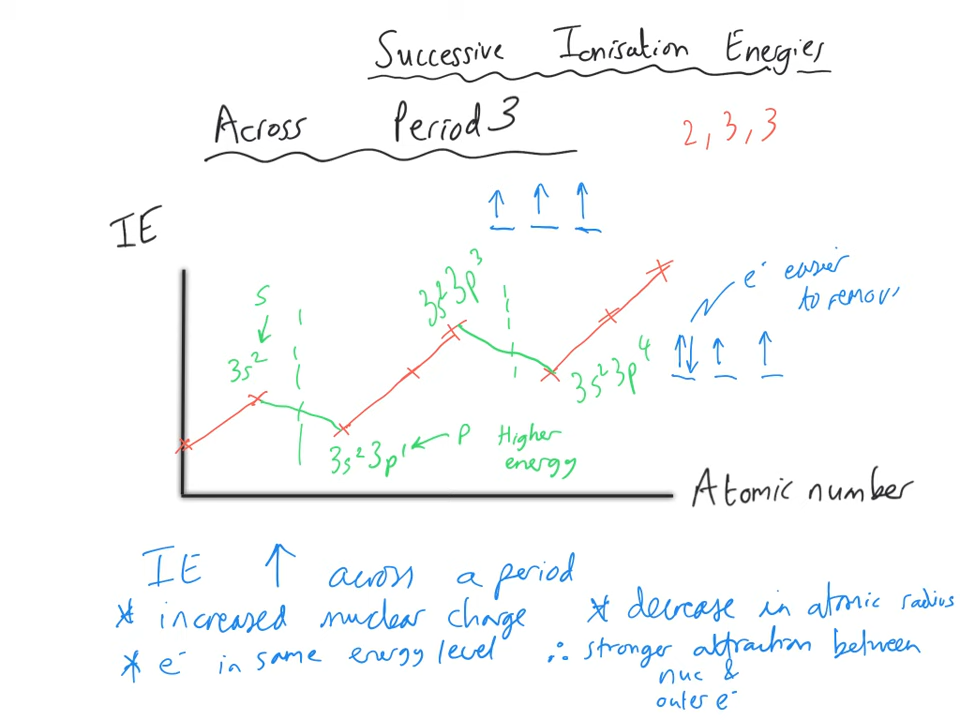 Successive Ionisation Energies
Across Period 3
2, 3, 3
IE
3s²3p³
e⁻ easier
to remov
s
3s²
3s²3p⁴
3s²3p¹
p Higher
energy
Atomic number
IE ↑ across a period
* increased nuclear charge
* decrease in atomic radius
* e⁻ in same energy level
∴ stronger attraction between
nuc &
outer e⁻